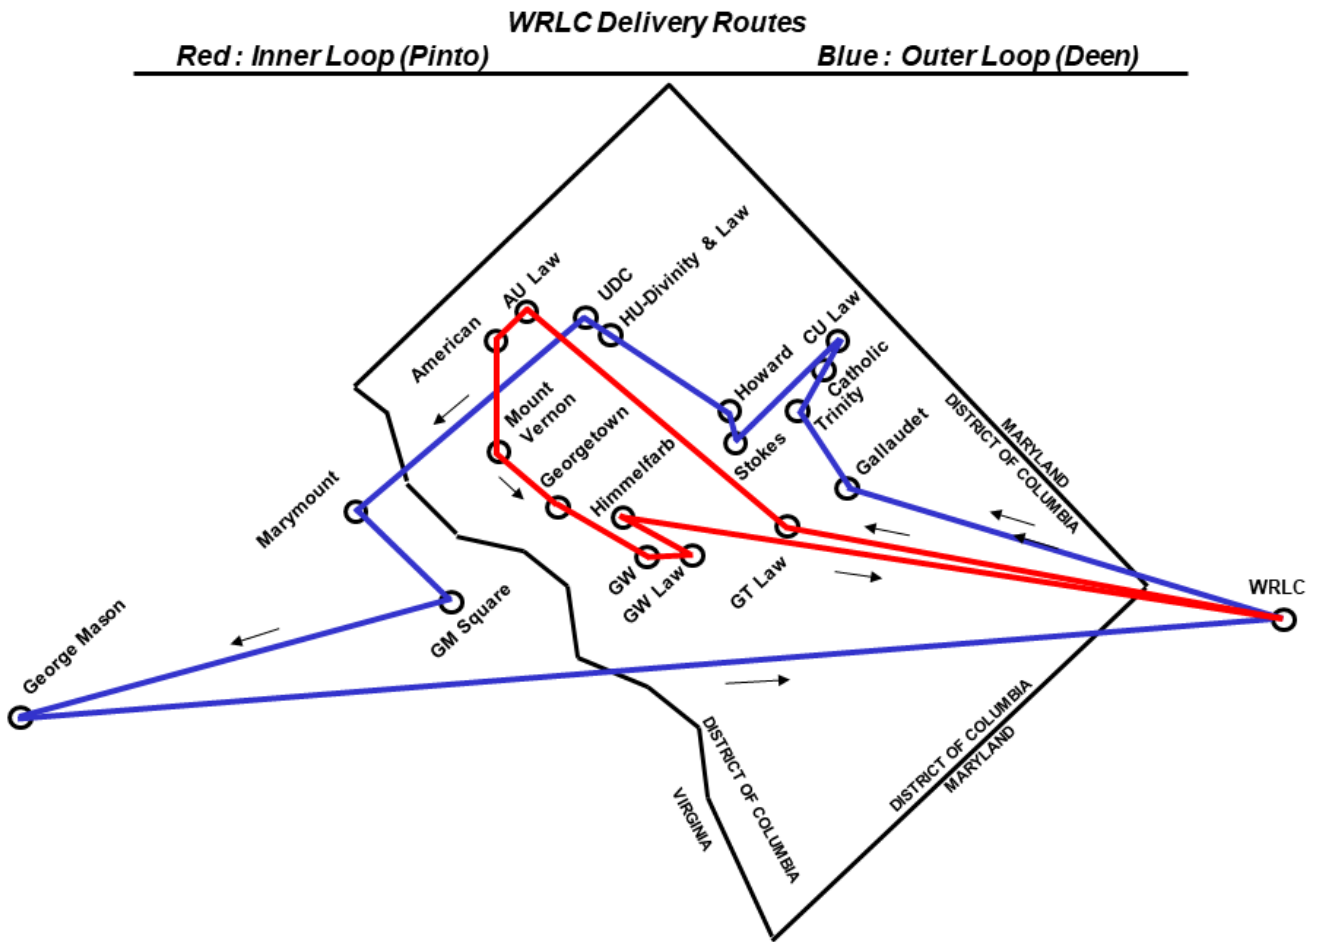 WRLC Delivery Routes
Red : Inner Loop (Pinto)
Blue : Outer Loop (Deen)
AU Law
UDC
HU-Divinity & Law
American
CU Law
Howard
Catholic
Mount
Vernon
Trinity
MARYLAND
DISTRICT OF COLUMBIA
Georgetown
Stokes
Gallaudet
Himmelfarb
Marymount
GW
GW Law
GT Law
WRLC
GM Square
George Mason
DISTRICT OF COLUMBIA
VIRGINIA
DISTRICT OF COLUMBIA
MARYLAND